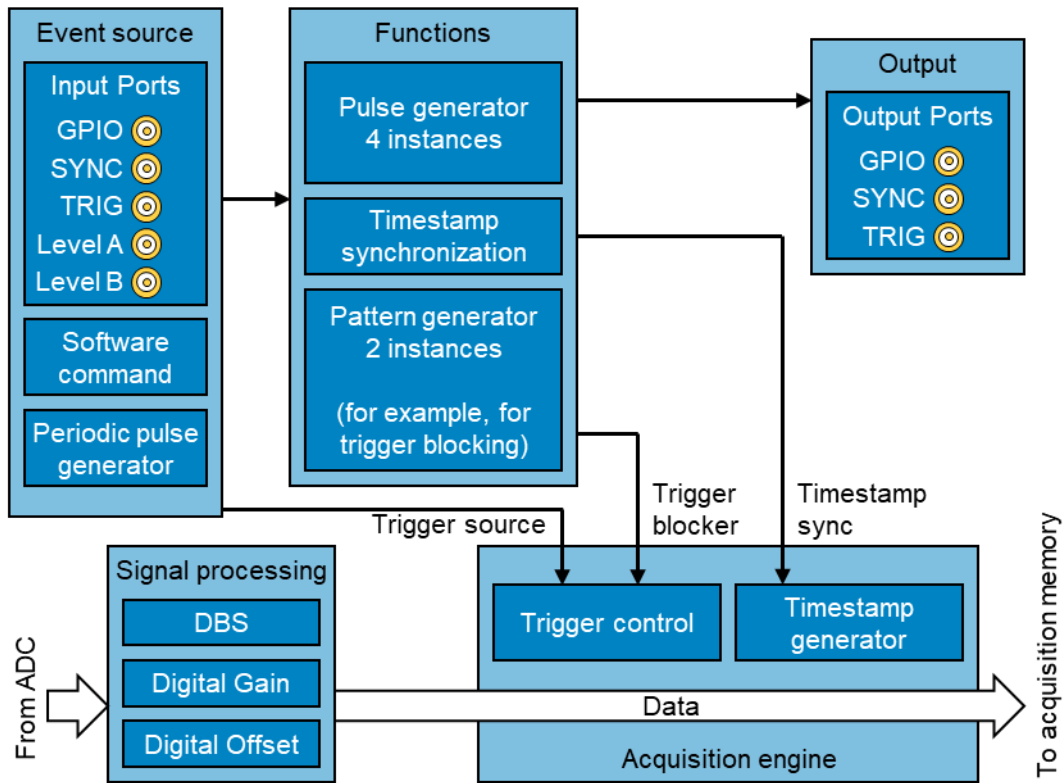 Event source
Input Ports
GPIO
SYNC
TRIG
Level A
Level B
Software
command
Periodic pulse
generator
Functions
Pulse generator
4 instances
Timestamp
synchronization
Pattern generator
2 instances
(for example, for
trigger blocking)
Output
Output Ports
GPIO
SYNC
TRIG
Trigger source
Trigger
blocker
Timestamp
sync
From ADC
Signal processing
DBS
Digital Gain
Digital Offset
Trigger control
Timestamp
generator
Data
Acquisition engine
To acquisition memory